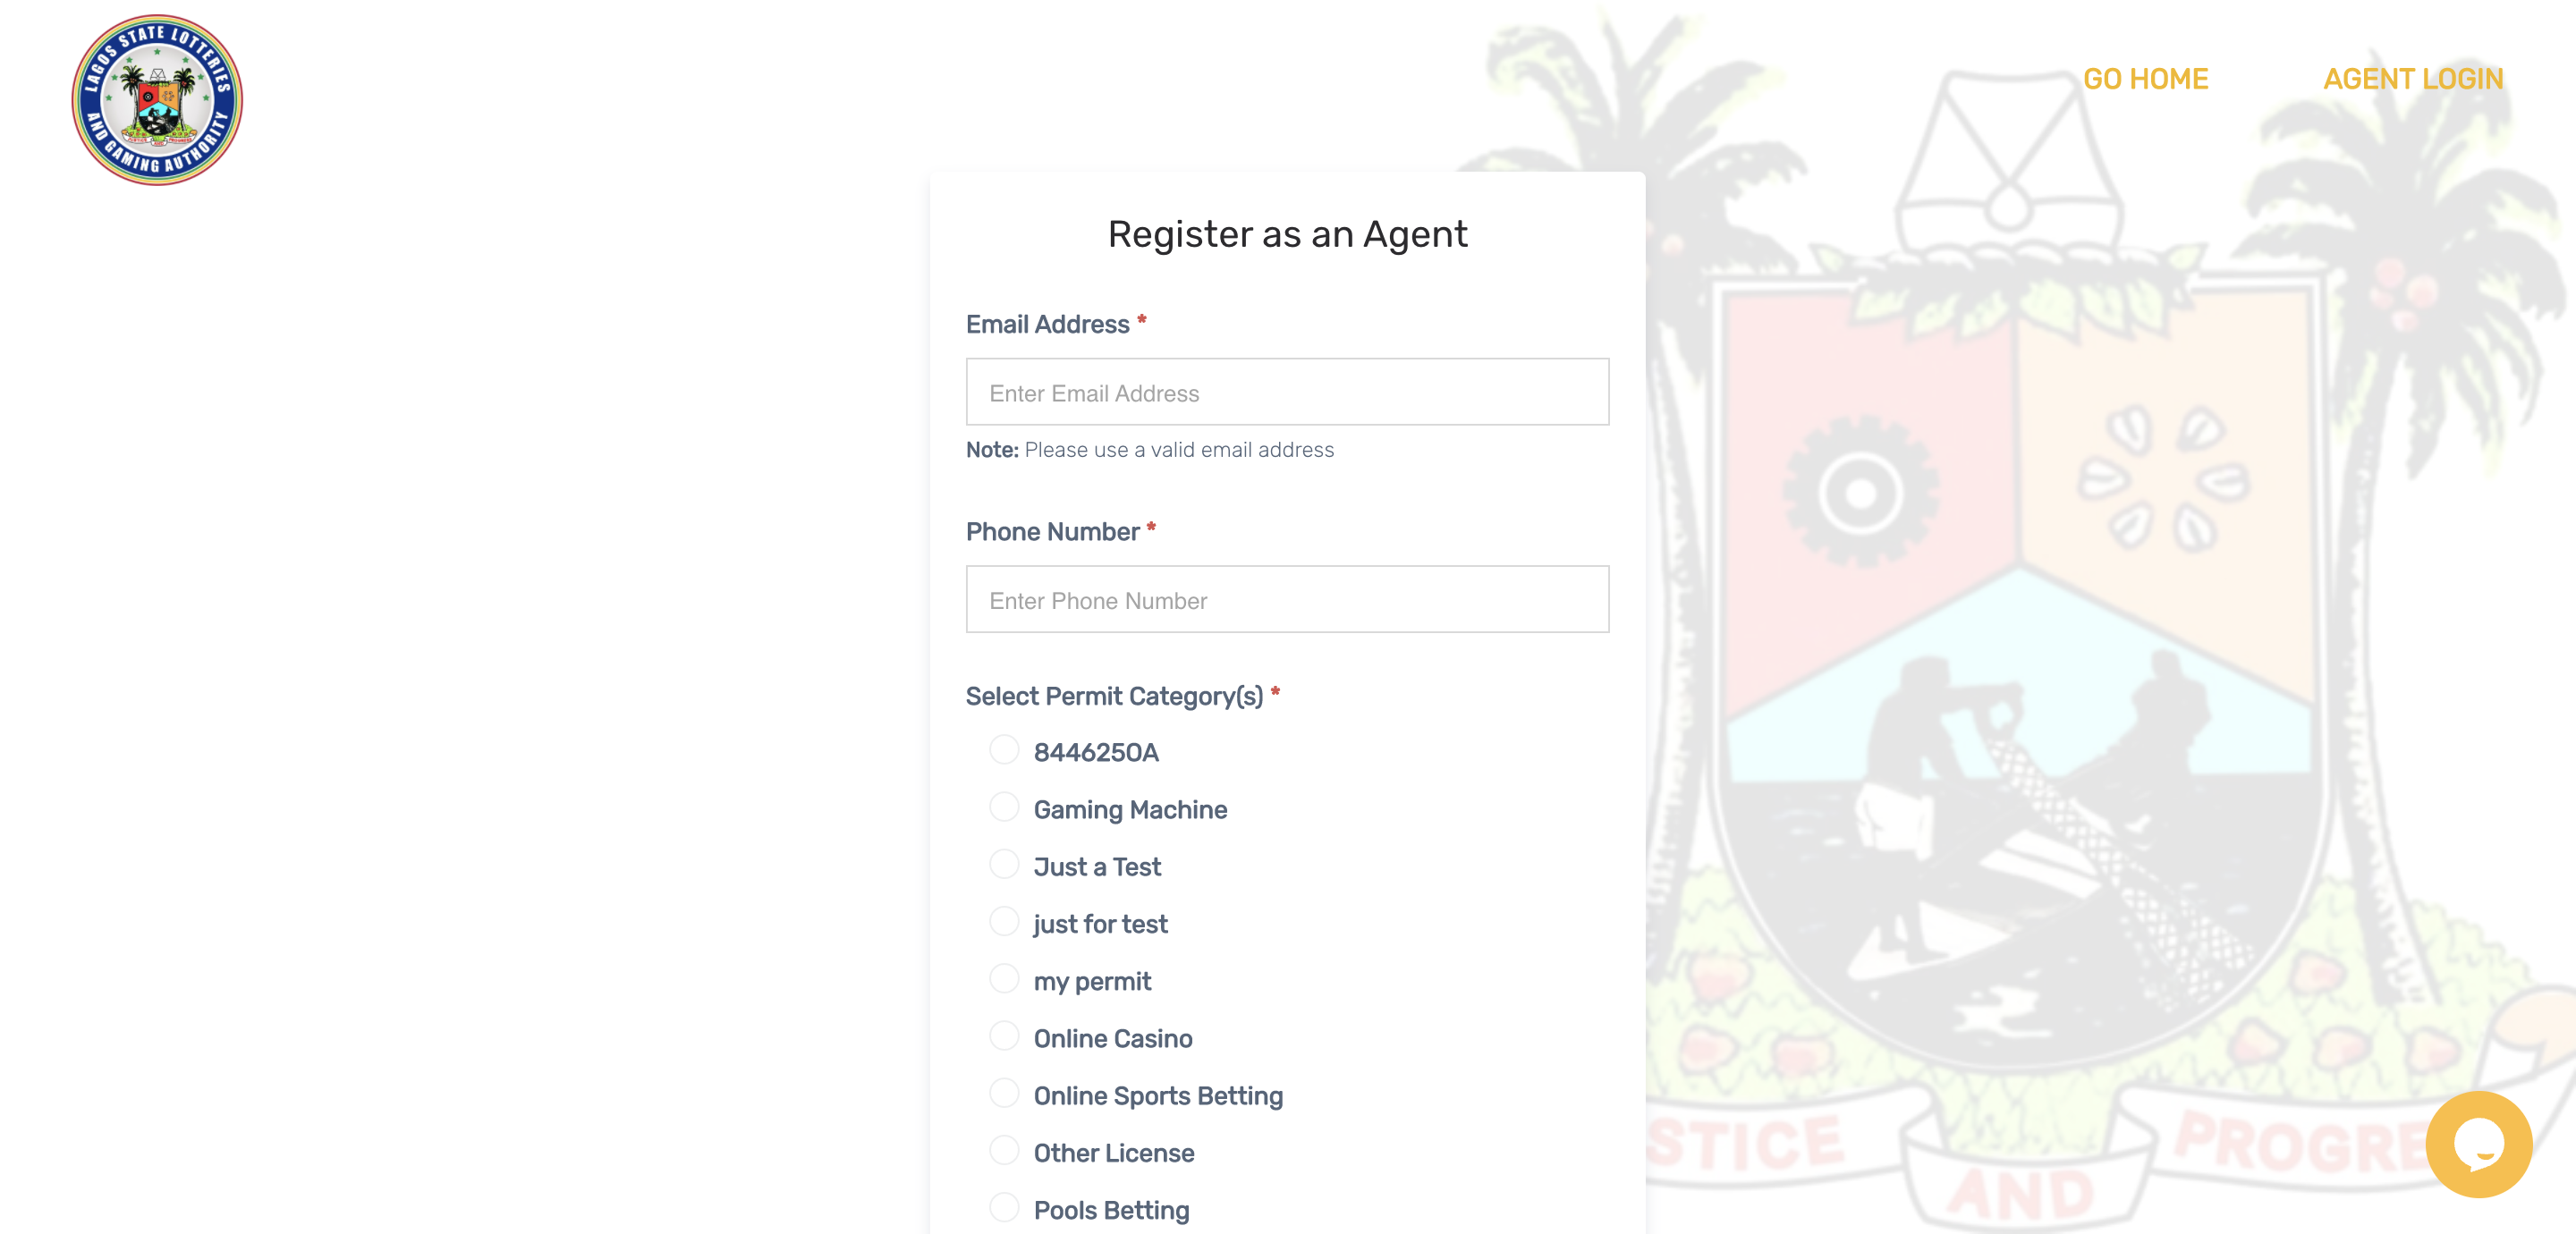 LAGOS STATE LOTTERIES
AND GAMING AUTHORITY
GO HOME
AGENT LOGIN
Register as an Agent
Email Address *
Enter Email Address
Note: Please use a valid email address
Phone Number *
Enter Phone Number
Select Permit Category(s) *
844625OA
Gaming Machine
Just a Test
just for test
my permit
Online Casino
Online Sports Betting
Other License
Pools Betting
STICE
AND
PROGRE